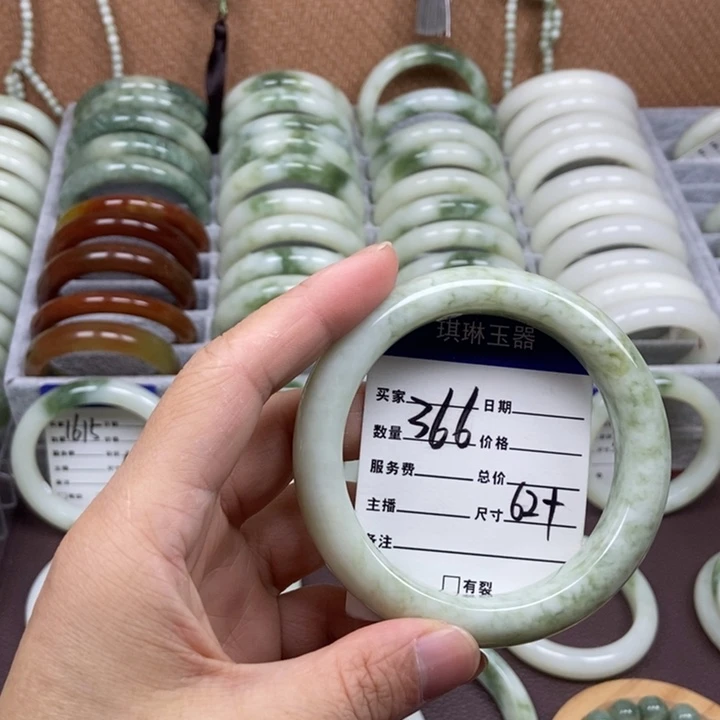 琪琳玉器
买家 366 日期
数量 价格
服务费 总价
主播 尺寸 62+
备注
□有裂
1615